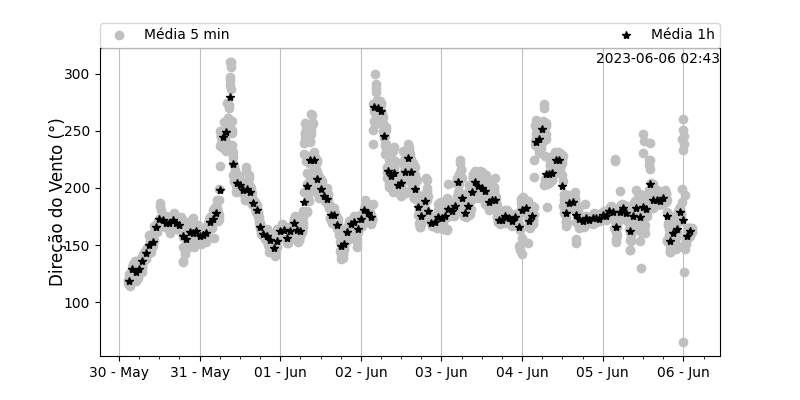 Média 5 min
Média 1h
2023-06-06 02:43
Direção do Vento (°)
300
250
200
150
100
30 - May
31 - May
01 - Jun
02 - Jun
03 - Jun
04 - Jun
05 - Jun
06 - Jun